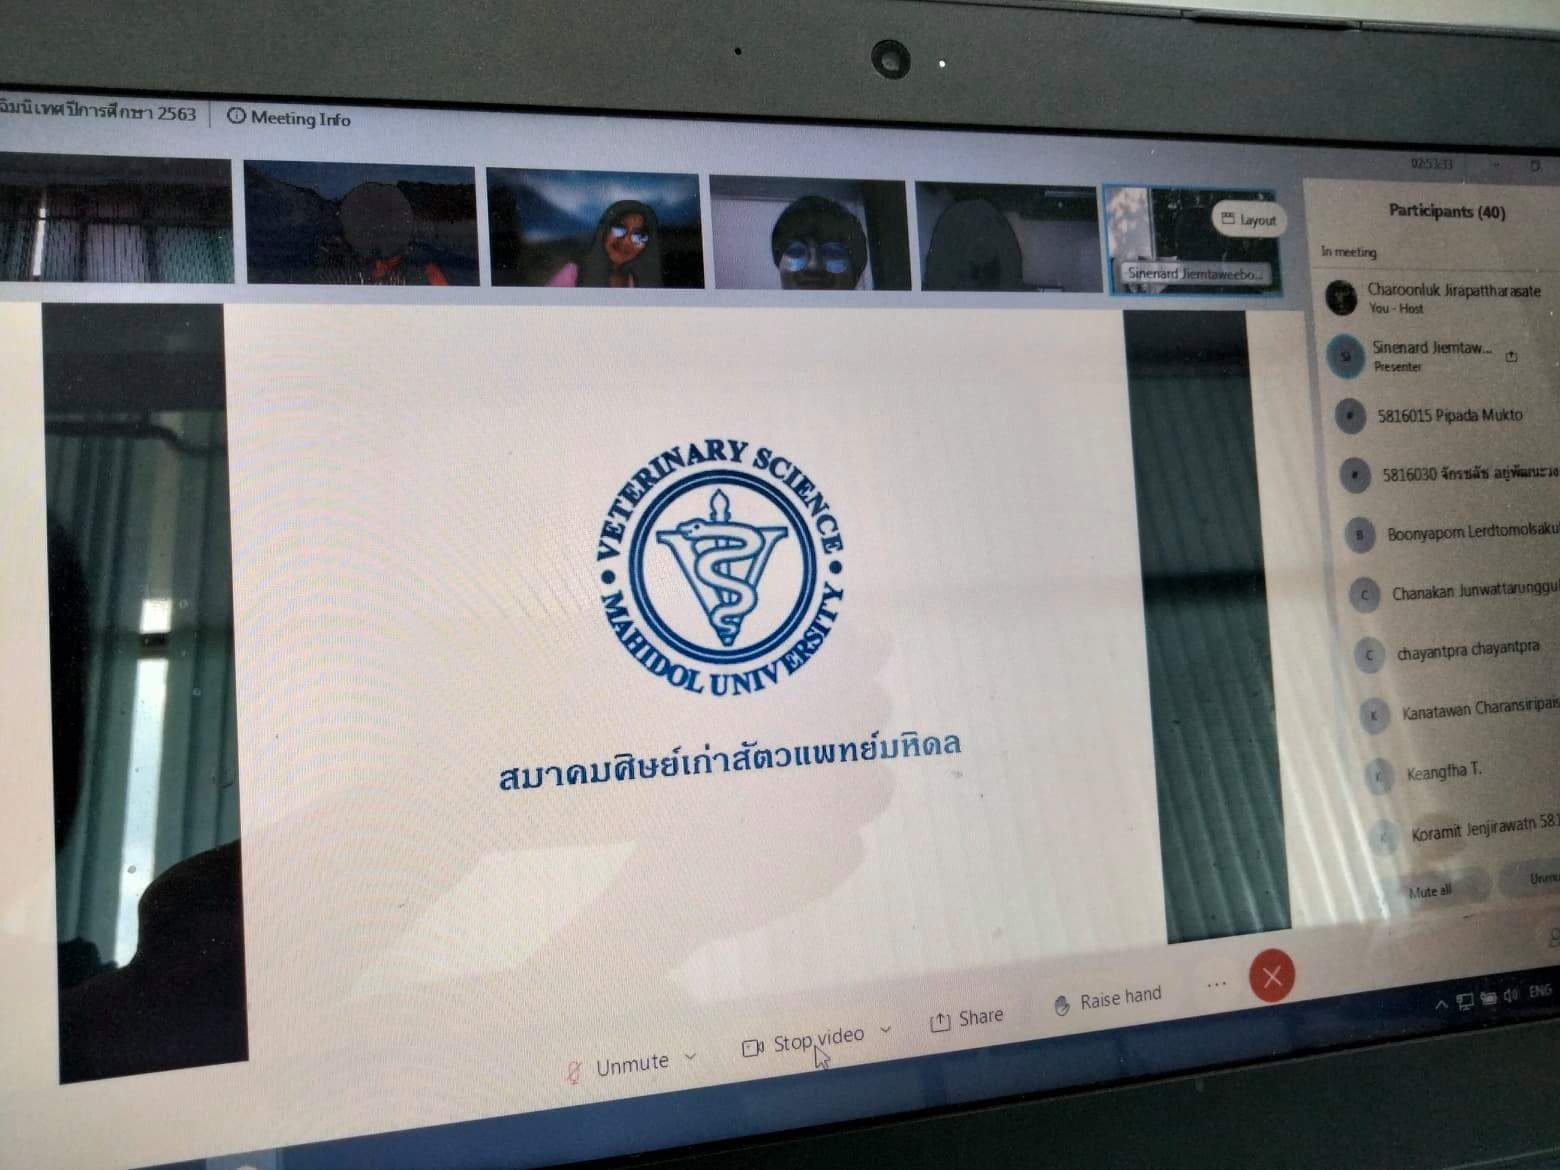 ฉิมนิเทศปีการศึกษา 2563
Meeting Info
02:53:33
Layout
Sinenard Jiemtaweebo...
Participants (40)
In meeting
Charoonluk Jirapattharasate
You - Host
Sinenard Jiemtaw...
Presenter
5816015 Pipada Mukto
5816030 จักรชลัช อยู่พัฒนะวง
B Boonyaporn Lerdtomolsaku
C Chanakan Junwattarunggul
C chayantpra chayantpra
K Kanatawan Charansiripais
K Keangfha T.
K Koramit Jenjirawatn 581
Mute all
Unmu
• VETERINARY SCIENCE •
MAHIDOL UNIVERSITY
สมาคมศิษย์เก่าสัตวแพทย์มหิดล
Unmute
Stop video
Share
Raise hand
...
ENG